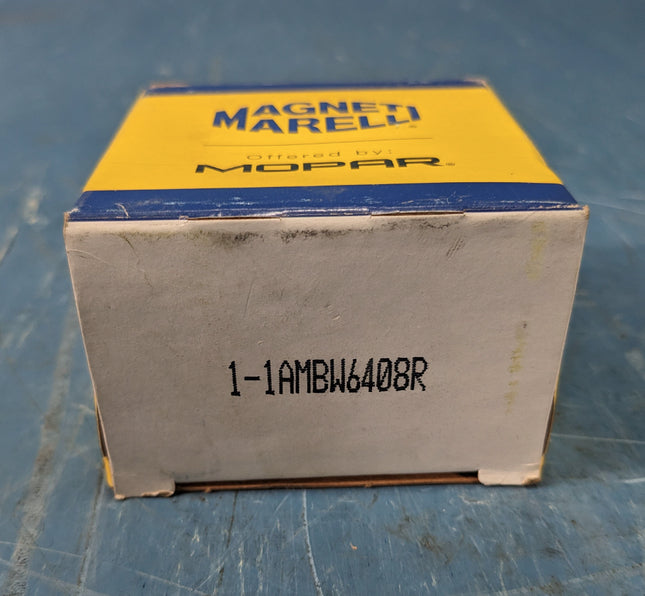 MAGNETI
MARELLI
Offered by:
MOPAR®
1-1AMBW6408R